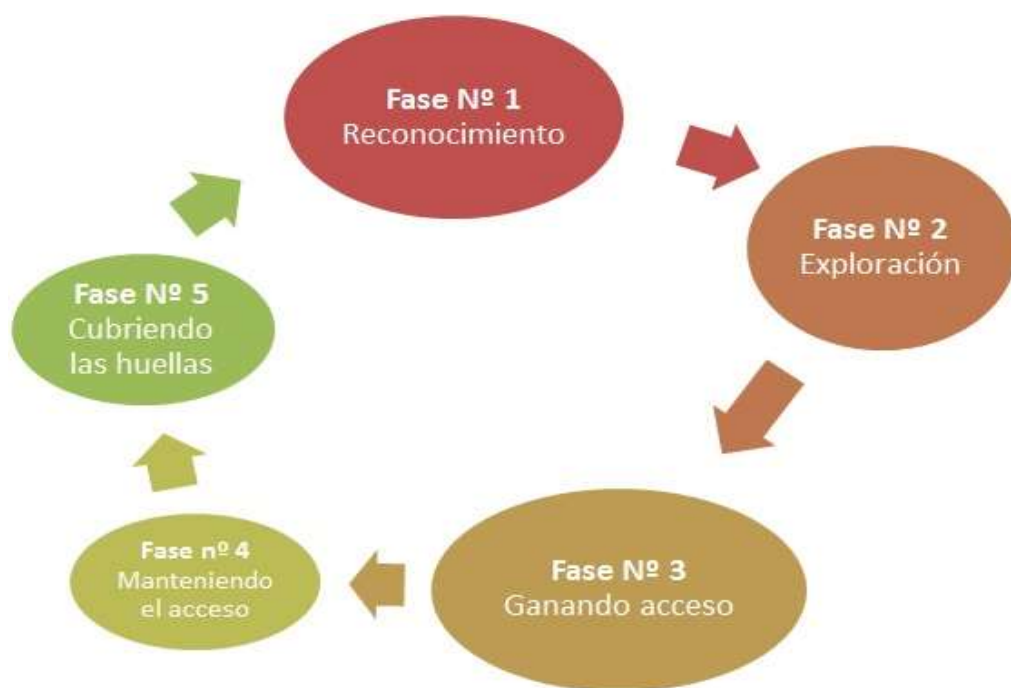 Fase Nº 1
Reconocimiento
Fase Nº 2
Exploración
Fase Nº 3
Ganando acceso
Fase nº 4
Manteniendo
el acceso
Fase Nº 5
Cubriendo
las huellas